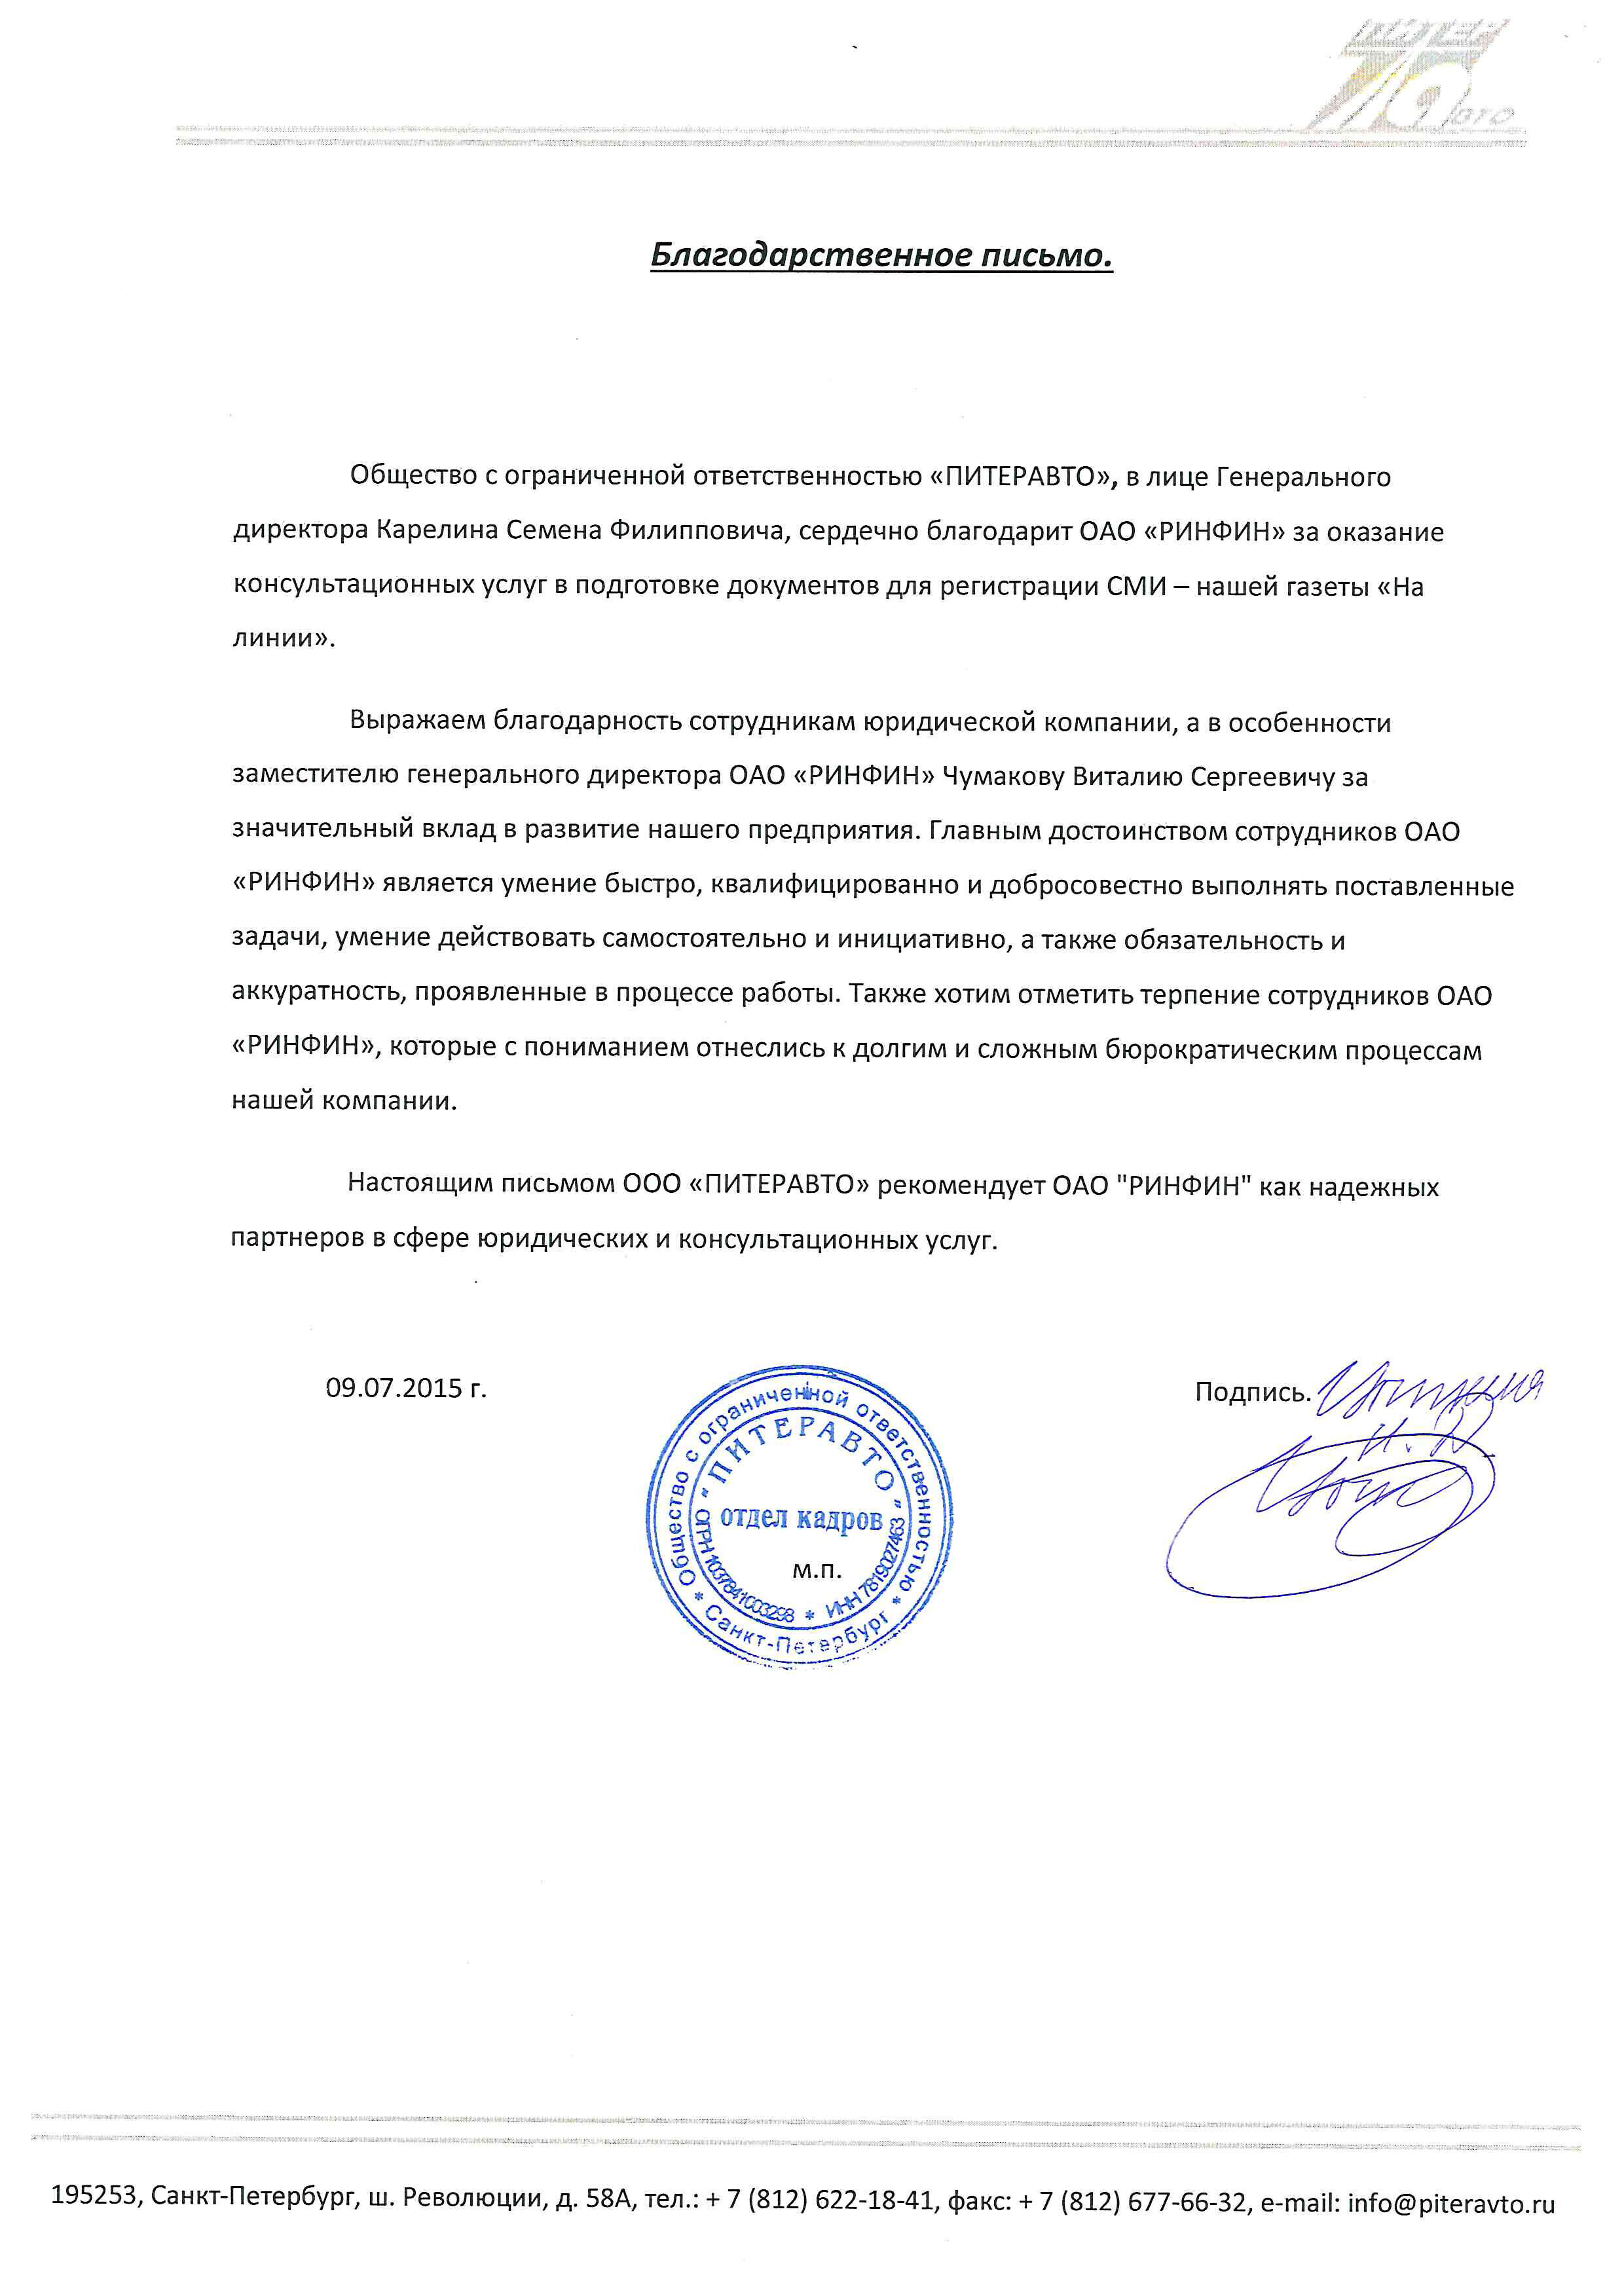 ПИТЕР
АВТО
Благодарственное письмо.
Общество с ограниченной ответственностью «ПИТЕРАВТО», в лице Генерального
директора Карелина Семена Филипповича, сердечно благодарит ОАО «РИНФИН» за оказание
консультационных услуг в подготовке документов для регистрации СМИ – нашей газеты «На
линии».
Выражаем благодарность сотрудникам юридической компании, а в особенности
заместителю генерального директора ОАО «РИНФИН» Чумакову Виталию Сергеевичу за
значительный вклад в развитие нашего предприятия. Главным достоинством сотрудников ОАО
«РИНФИН» является умение быстро, квалифицированно и добросовестно выполнять поставленные
задачи, умение действовать самостоятельно и инициативно, а также обязательность и
аккуратность, проявленные в процессе работы. Также хотим отметить терпение сотрудников ОАО
«РИНФИН», которые с пониманием отнеслись к долгим и сложным бюрократическим процессам
нашей компании.
Настоящим письмом ООО «ПИТЕРАВТО» рекомендует ОАО "РИНФИН" как надежных
партнеров в сфере юридических и консультационных услуг.
09.07.2015 г.
Подпись.
Общество с ограниченной ответственностью
"ПИТЕРАВТО"
отдел кадров
м.п.
ОГРН 1037841003298 * ИНН 7819027463
* Санкт-Петербург *
195253, Санкт-Петербург, ш. Революции, д. 58А, тел.: + 7 (812) 622-18-41, факс: + 7 (812) 677-66-32, e-mail: info@piteravto.ru